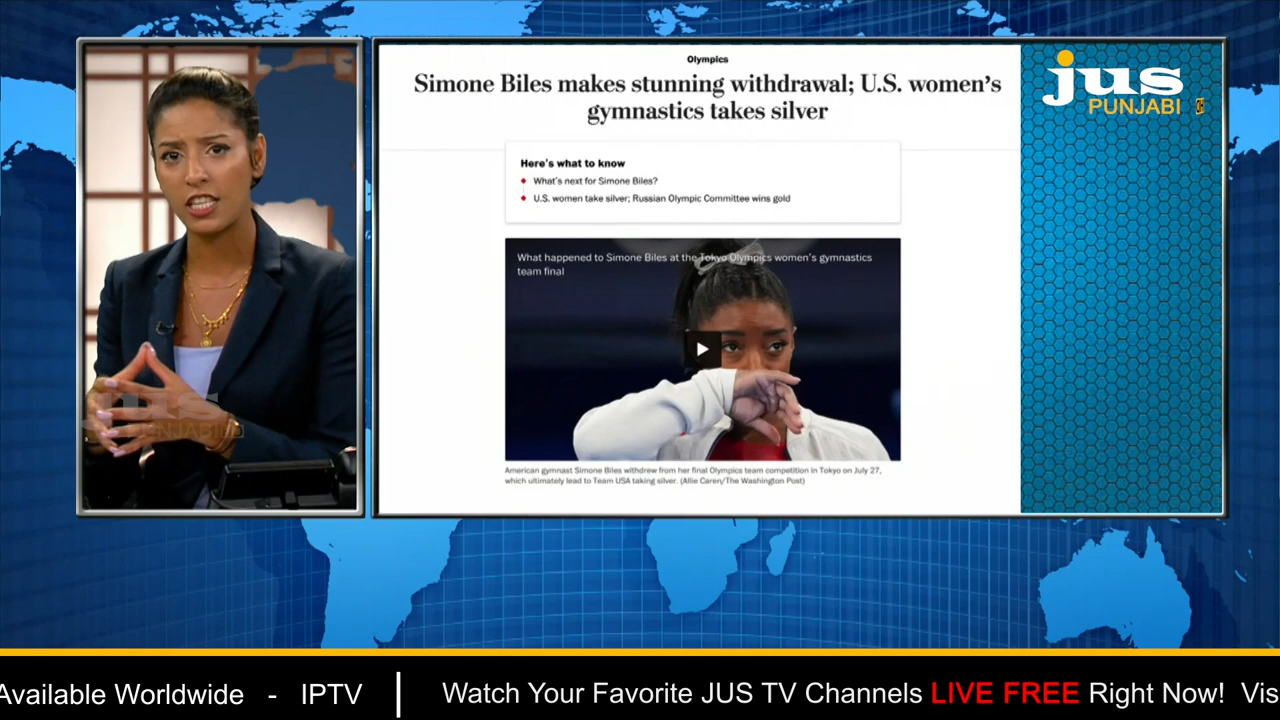 Olympics
Simone Biles makes stunning withdrawal; U.S. women's
gymnastics takes silver
Here's what to know
What's next for Simone Biles?
U.S. women take silver; Russian Olympic Committee wins gold
What happened to Simone Biles at the Tokyo Olympics women's gymnastics
team final
American gymnast Simone Biles withdrew from her final Olympics team competition in Tokyo on July 27,
which ultimately lead to Team USA taking silver. (Allie Caren/The Washington Post)
jus
PUNJABI
jus
PUNJABI
Available Worldwide - IPTV | Watch Your Favorite JUS TV Channels LIVE FREE Right Now! Vis